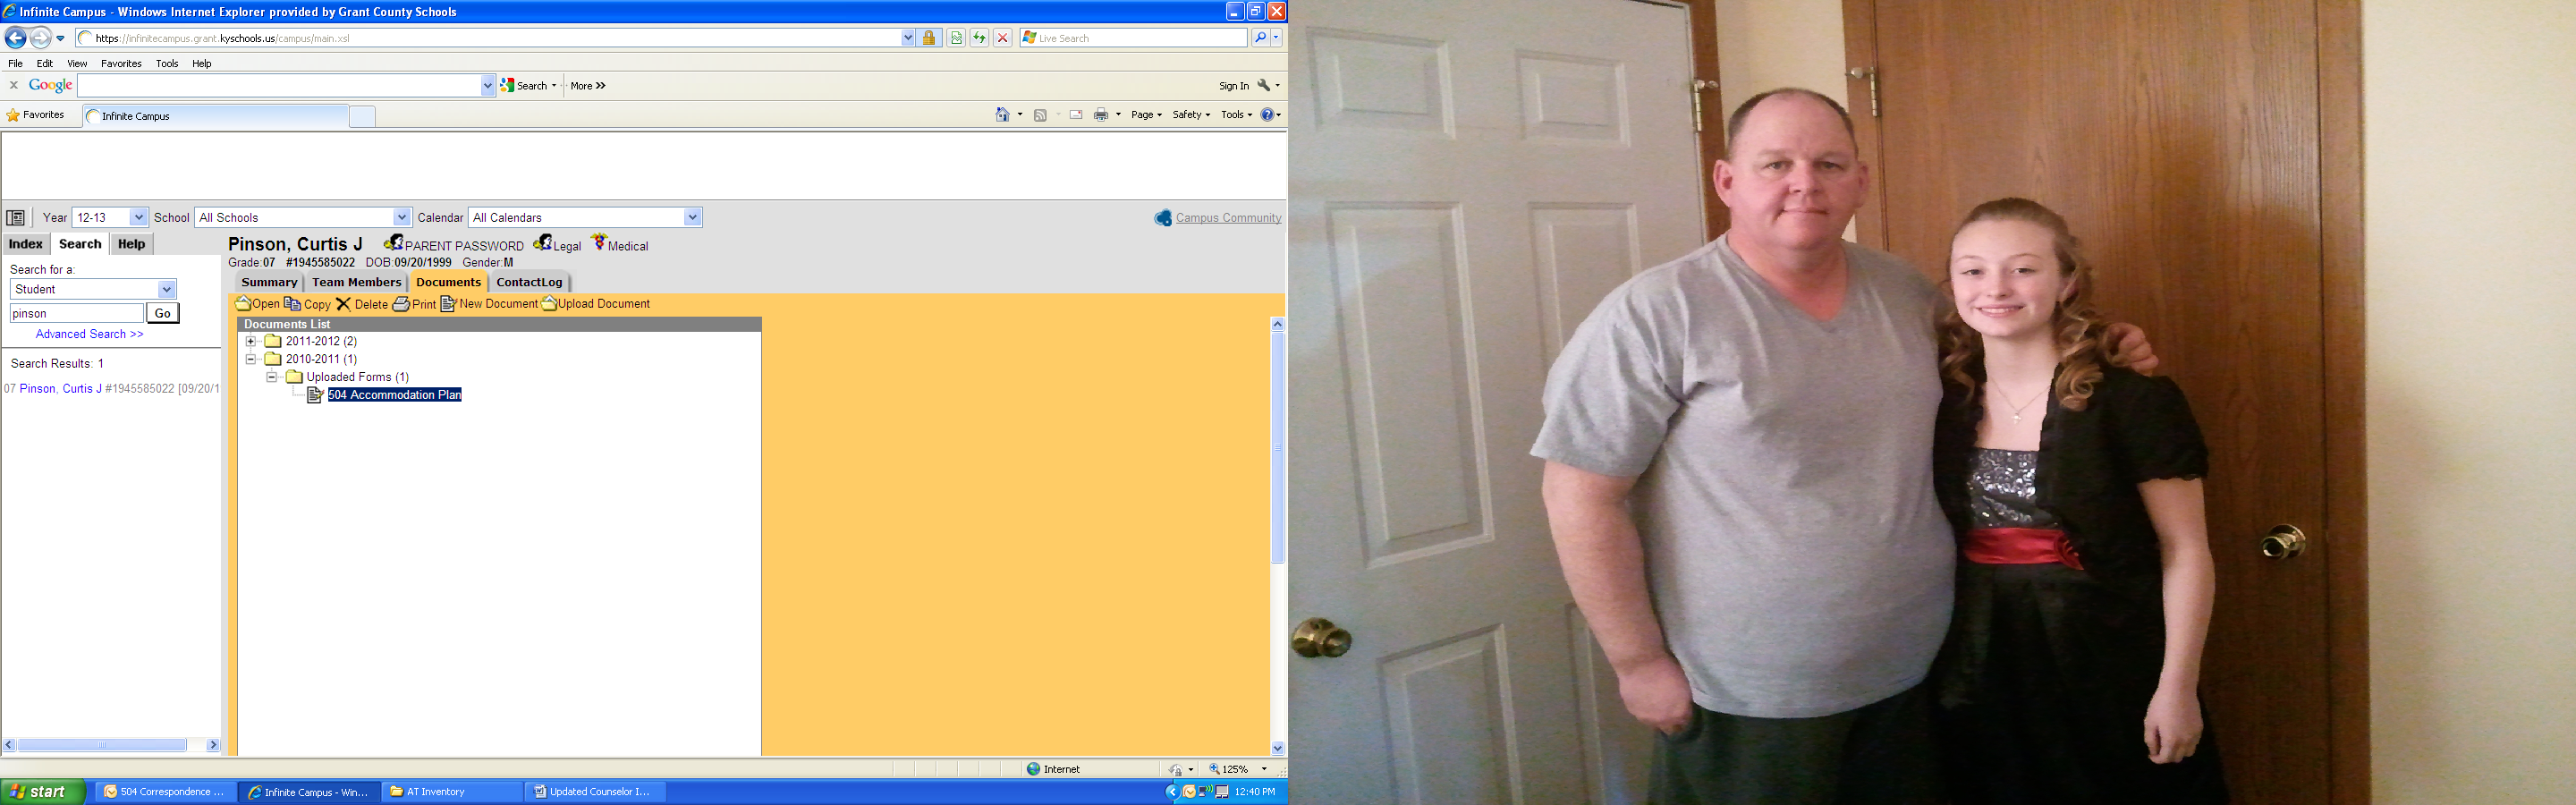 Infinite Campus - Windows Internet Explorer provided by Grant County Schools
https://infinitecampus.grant.kyschools.us/campus/main.xsl
Live Search
File Edit View Favorites Tools Help
x Google Search More >> Sign In
Favorites Infinite Campus Page Safety Tools
Year 12-13 School All Schools Calendar All Calendars Campus Community
Index Search Help
Search for a:
Student
pinson Go
Advanced Search >>
Search Results: 1
07 Pinson, Curtis J #1945585022 [09/20/1
Pinson, Curtis J PARENT PASSWORD Legal Medical
Grade:07 #1945585022 DOB:09/20/1999 Gender:M
Summary Team Members Documents ContactLog
Open Copy Delete Print New Document Upload Document
Documents List
2011-2012 (2)
2010-2011 (1)
Uploaded Forms (1)
504 Accommodation Plan
Internet 125%
start 504 Correspondence ... Infinite Campus - Win... AT Inventory Updated Counselor I... 12:40 PM